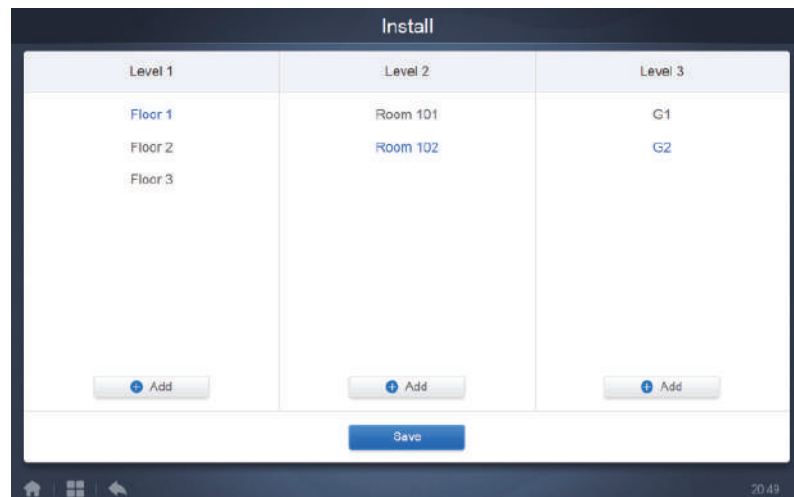 Install
Level 1 Level 2 Level 3
Floor 1 Room 101 G1
Floor 2 Room 102 G2
Floor 3
Add Add Add
Save
20:49